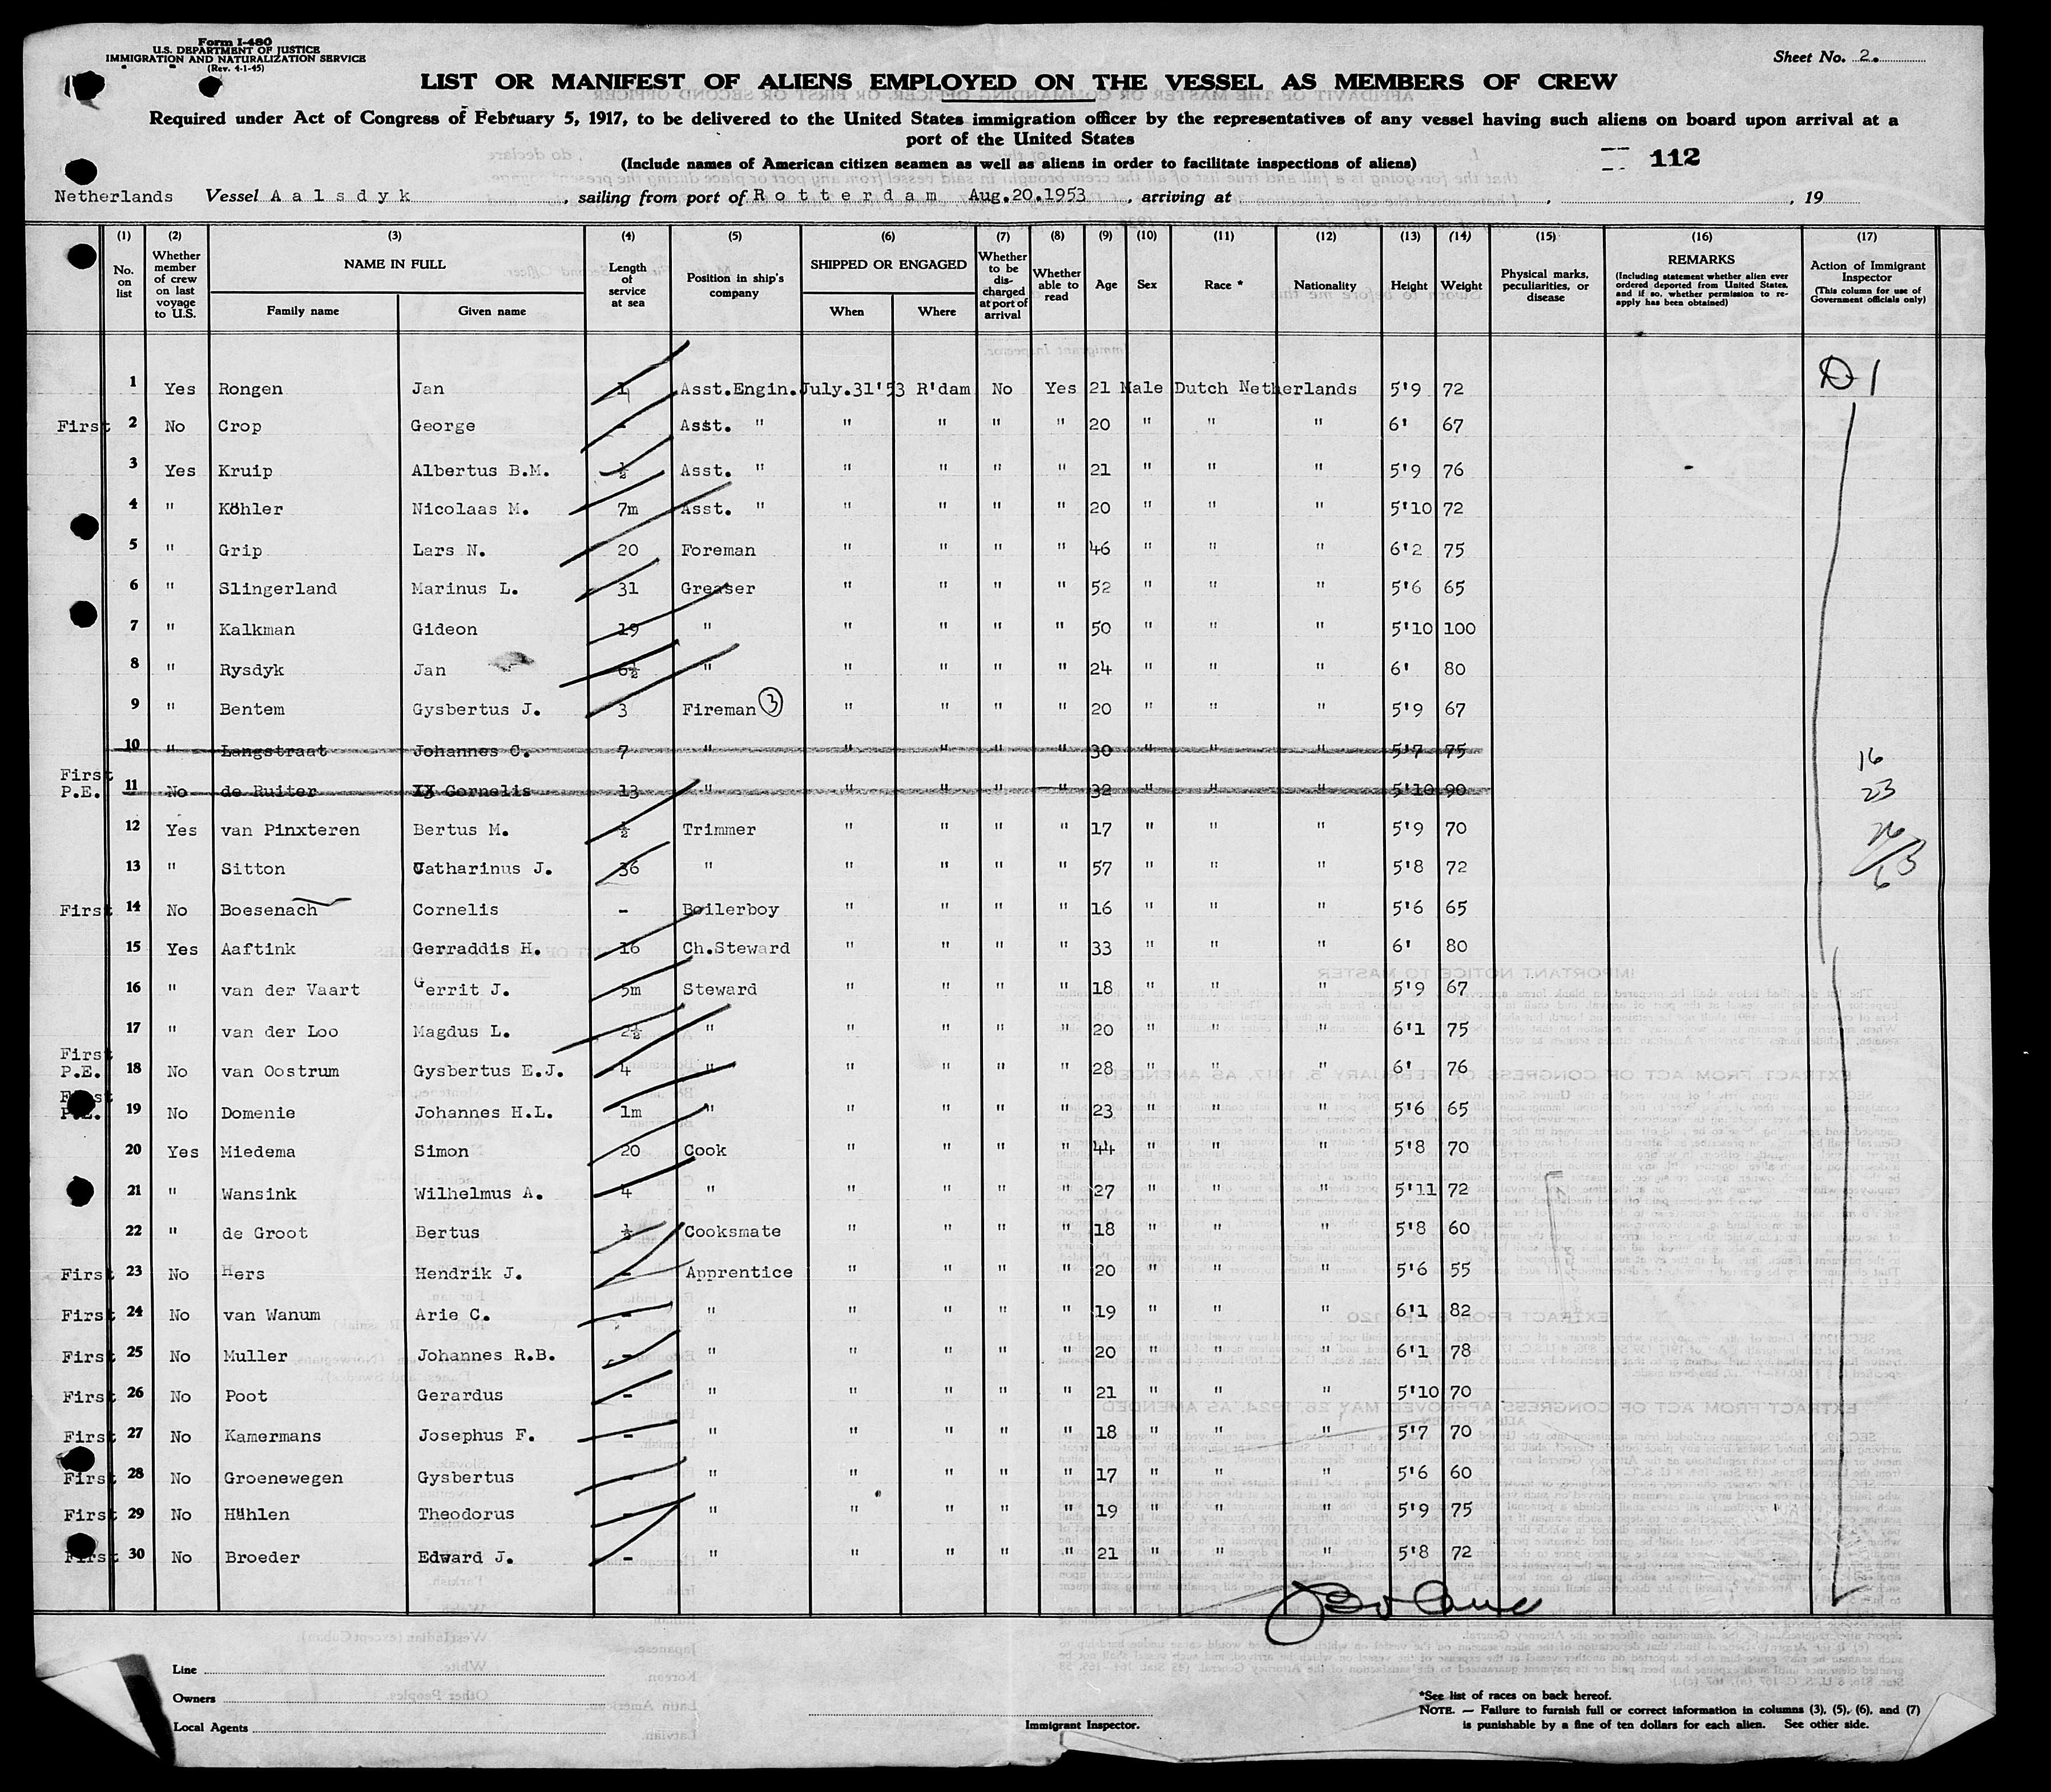 Form I-480
U.S. DEPARTMENT OF JUSTICE
IMMIGRATION AND NATURALIZATION SERVICE
(Rev. 4-1-45)
Sheet No. 2.
LIST OR MANIFEST OF ALIENS EMPLOYED ON THE VESSEL AS MEMBERS OF CREW
Required under Act of Congress of February 5, 1917, to be delivered to the United States immigration officer by the representatives of any vessel having such aliens on board upon arrival at a
port of the United States
(Include names of American citizen seamen as well as aliens in order to facilitate inspections of aliens)
112
Netherlands Vessel Aalsdyk, sailing from port of Rotterdam Aug.20.1953, arriving at , , 19
(1) (2) (3) (4) (5) (6) (7) (8) (9) (10) (11) (12) (13) (14) (15) (16) (17)
No. on list
Whether member of crew on last voyage to U.S.
NAME IN FULL
Family name
Given name
Length of service at sea
Position in ship's company
SHIPPED OR ENGAGED
When
Where
Whether to be discharged at port of arrival
Whether able to read
Age
Sex
Race *
Nationality
Height
Weight
Physical marks, peculiarities, or disease
REMARKS
(Including statement whether alien ever ordered deported from United States, and if so, whether permission to re-apply has been obtained)
Action of Immigrant Inspector
(This column for use of Government officials only)
1 Yes Rongen Jan Asst.Engin. July.31'53 R'dam No Yes 21 Male Dutch Netherlands 5'9 72 D1
First 2 No Crop George - Asst. " " " " " 20 " " " 6' 67
3 Yes Kruip Albertus B.M. ½ Asst. " " " " " 21 " " " 5'9 76
4 " Köhler Nicolaas M. 7m Asst. " " " " " 20 " " " 5'10 72
5 " Grip Lars N. 20 Foreman " " " " 46 " " " 6'2 75
6 " Slingerland Marinus L. 31 Greaser " " " " 52 " " " 5'6 65
7 " Kalkman Gideon 19 " " " " " 50 " " " 5'10 100
8 " Rysdyk Jan 6½ " " " " " 24 " " " 6' 80
9 " Bentem Gysbertus J. 3 Fireman 3 " " " " 20 " " " 5'9 67
10 " Langstraat Johannes C. 7 " " " " " 30 " " " 5'7 75
16
First P.E. 11 No de Ruiter XX Cornelis 13 " " " " " 32 " " " 5'10 90
23
12 Yes van Pinxteren Bertus M. ½ Trimmer " " " " 17 " " " 5'9 70
13 " Sitton Catharinus J. 36 " " " " " 57 " " " 5'8 72
First 14 No Boesenach Cornelis - Boilerboy " " " " 16 " " " 5'6 65
15 Yes Aaftink Gerraddis H. 16 Ch.Steward " " " " 33 " " " 6' 80
16 " van der Vaart Gerrit J. 5m Steward " " " " 18 " " " 5'9 67
17 " van der Loo Magdus L. 2½ " " " " " 20 " " " 6'1 75
First P.E. 18 No van Oostrum Gysbertus E.J. 4 " " " " " 28 " " " 6' 76
First P.E. 19 No Domenie Johannes H.L. 1m " " " " " 23 " " " 5'6 65
20 Yes Miedema Simon 20 Cook " " " " 44 " " " 5'8 70
21 " Wansink Wilhelmus A. 4 " " " " " 27 " " " 5'11 72
22 " de Groot Bertus ½ Cooksmate " " " " 18 " " " 5'8 60
First 23 No Hers Hendrik J. - Apprentice " " " " 20 " " " 5'6 55
First 24 No van Wanum Arie C. - " " " " " 19 " " " 6'1 82
First 25 No Muller Johannes R.B. - " " " " " 20 " " " 6'1 78
First 26 No Poot Gerardus - " " " " " 21 " " " 5'10 70
First 27 No Kamermans Josephus F. - " " " " " 18 " " " 5'7 70
First 28 No Groenewegen Gysbertus - " " " " " 17 " " " 5'6 60
First 29 No Hählen Theodorus - " " " " " 19 " " " 5'9 75
First 30 No Broeder Edward J. - " " " " " 21 " " " 5'8 72
Line
Owners
Local Agents
Immigrant Inspector.
*See list of races on back hereof.
NOTE. — Failure to furnish full or correct information in columns (3), (5), (6), and (7)
is punishable by a fine of ten dollars for each alien. See other side.